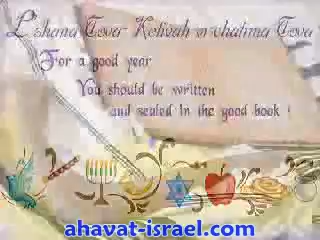 L'shana Tova Ketivah v'chatima Tova
For a good year
You should be written
and sealed in the good book !
ahavat-israel.com